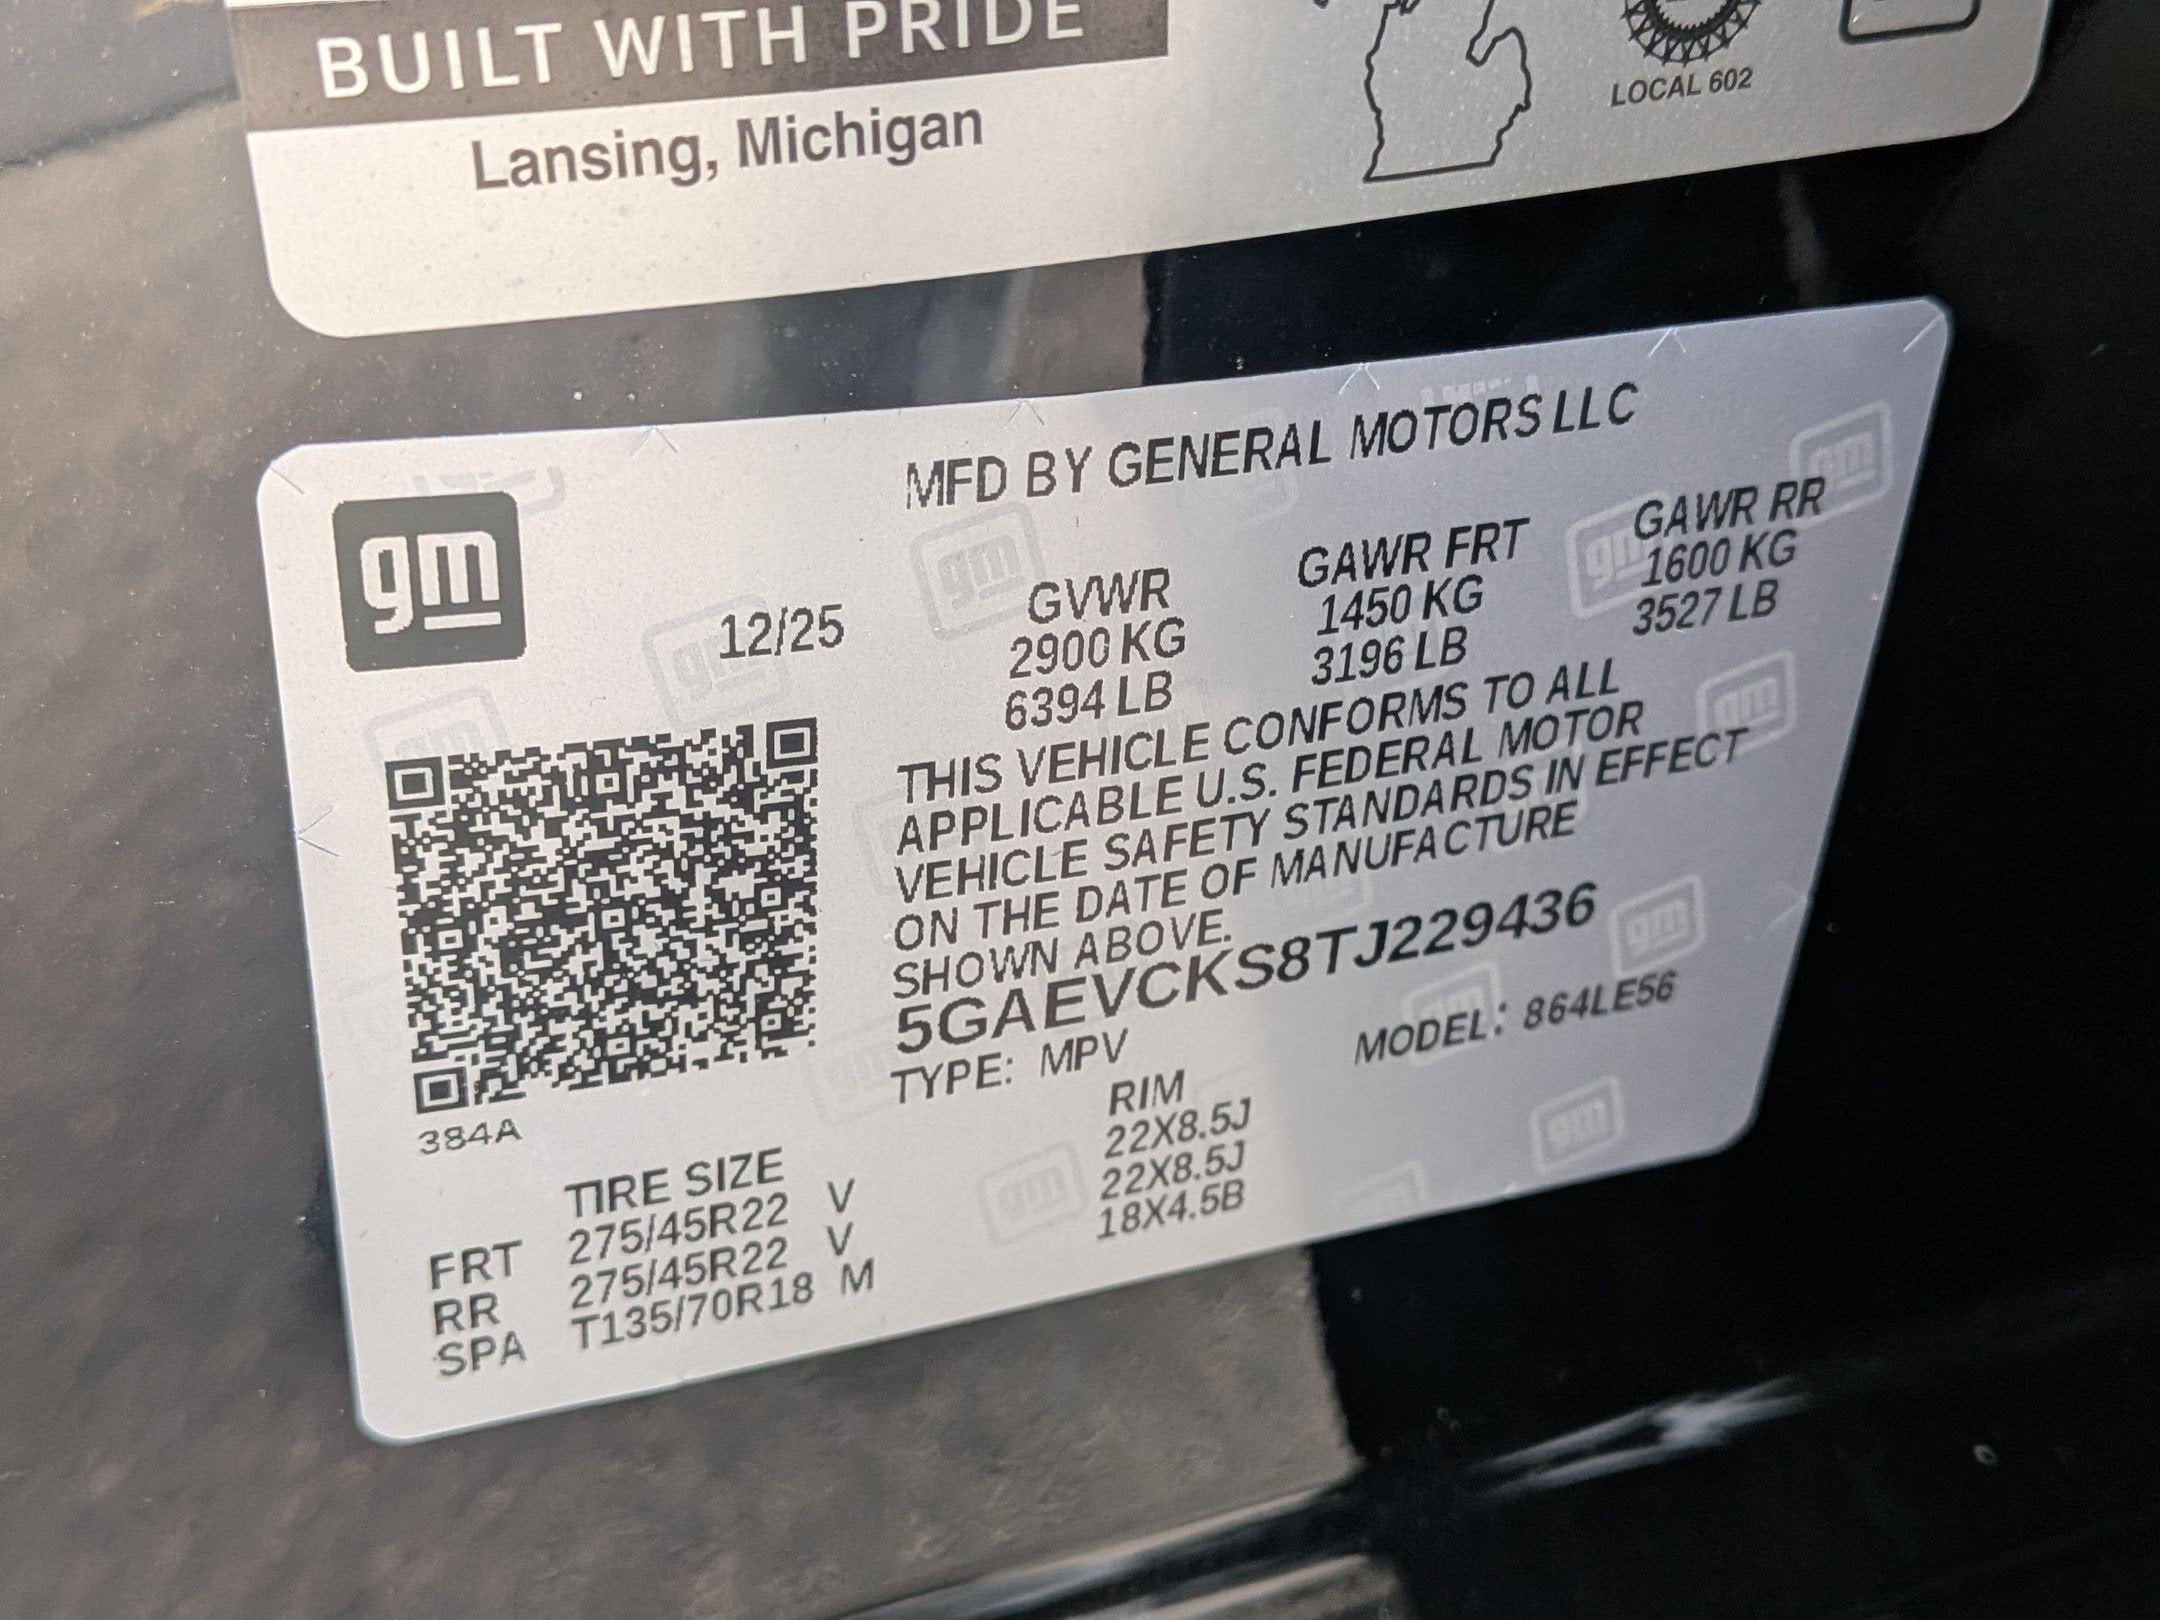 BUILT WITH PRIDE
Lansing, Michigan
LOCAL 602
MFD BY GENERAL MOTORS LLC
gm
12/25
GVWR
2900 KG
6394 LB
GAWR FRT
1450 KG
3196 LB
GAWR RR
1600 KG
3527 LB
THIS VEHICLE CONFORMS TO ALL
APPLICABLE U.S. FEDERAL MOTOR
VEHICLE SAFETY STANDARDS IN EFFECT
ON THE DATE OF MANUFACTURE
SHOWN ABOVE.
5GAEVCKS8TJ229436
TYPE: MPV MODEL: 864LE56
384A
TIRE SIZE RIM
FRT 275/45R22 V 22X8.5J
RR 275/45R22 V 22X8.5J
SPA T135/70R18 M 18X4.5B